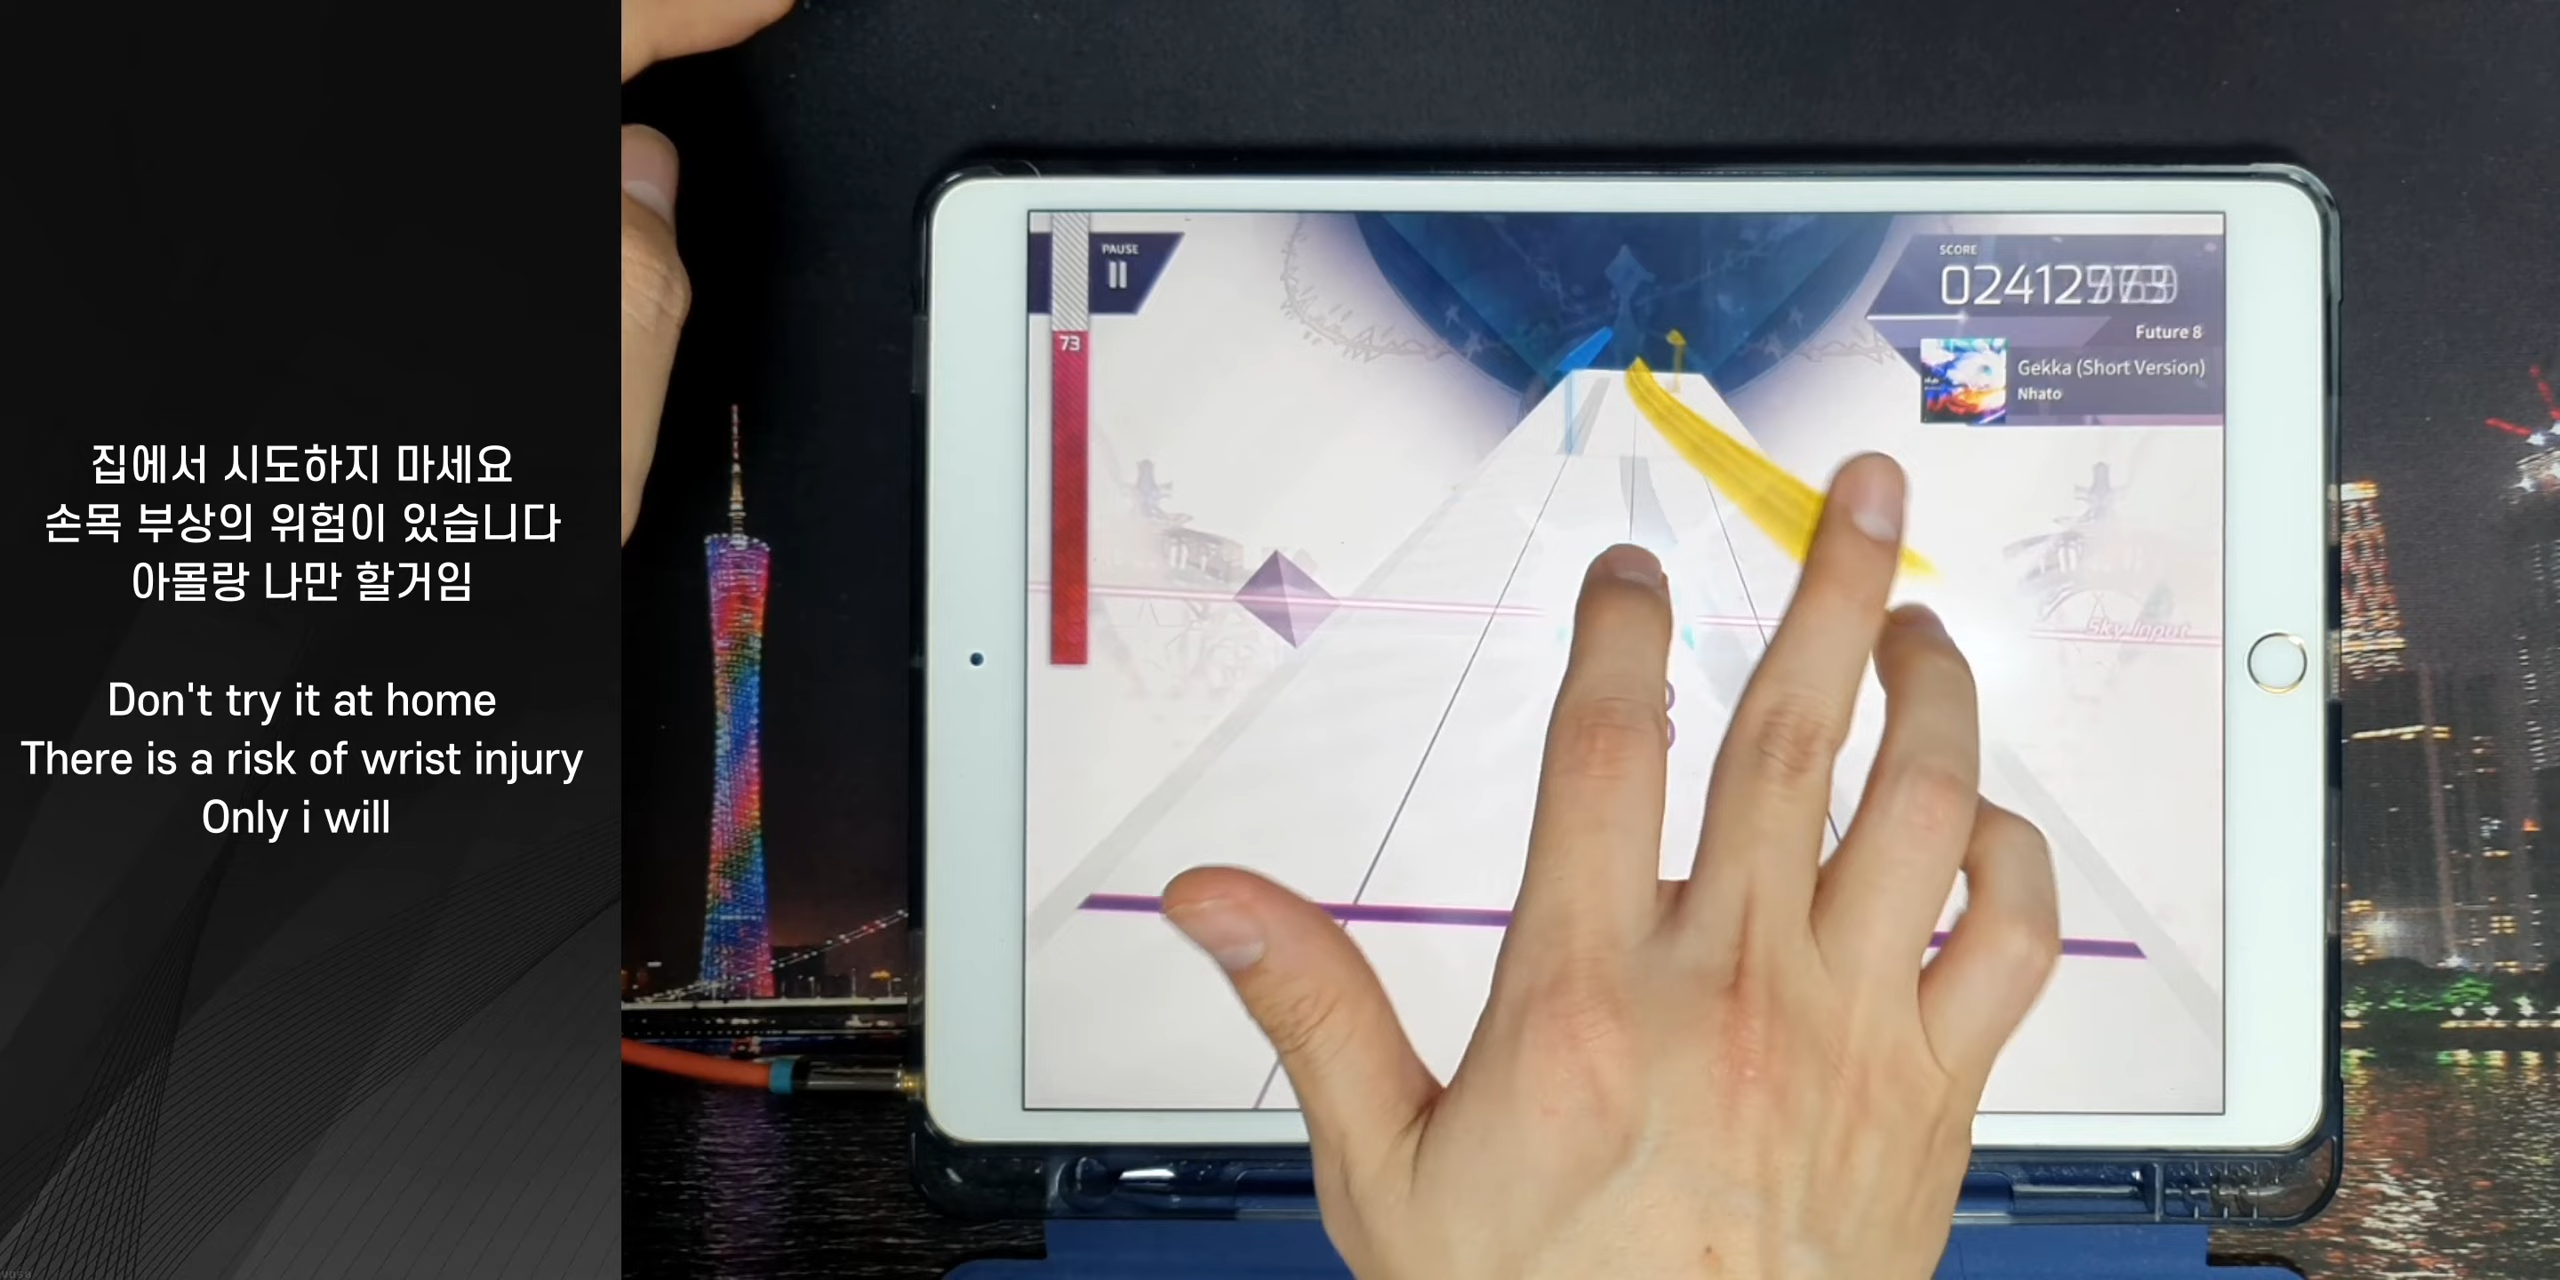 집에서 시도하지 마세요
손목 부상의 위험이 있습니다
아몰랑 나만 할거임
Don't try it at home
There is a risk of wrist injury
Only i will
PAUSE
73
SCORE
Future 8
Gekka (Short Version)
Nhato
Sky Input